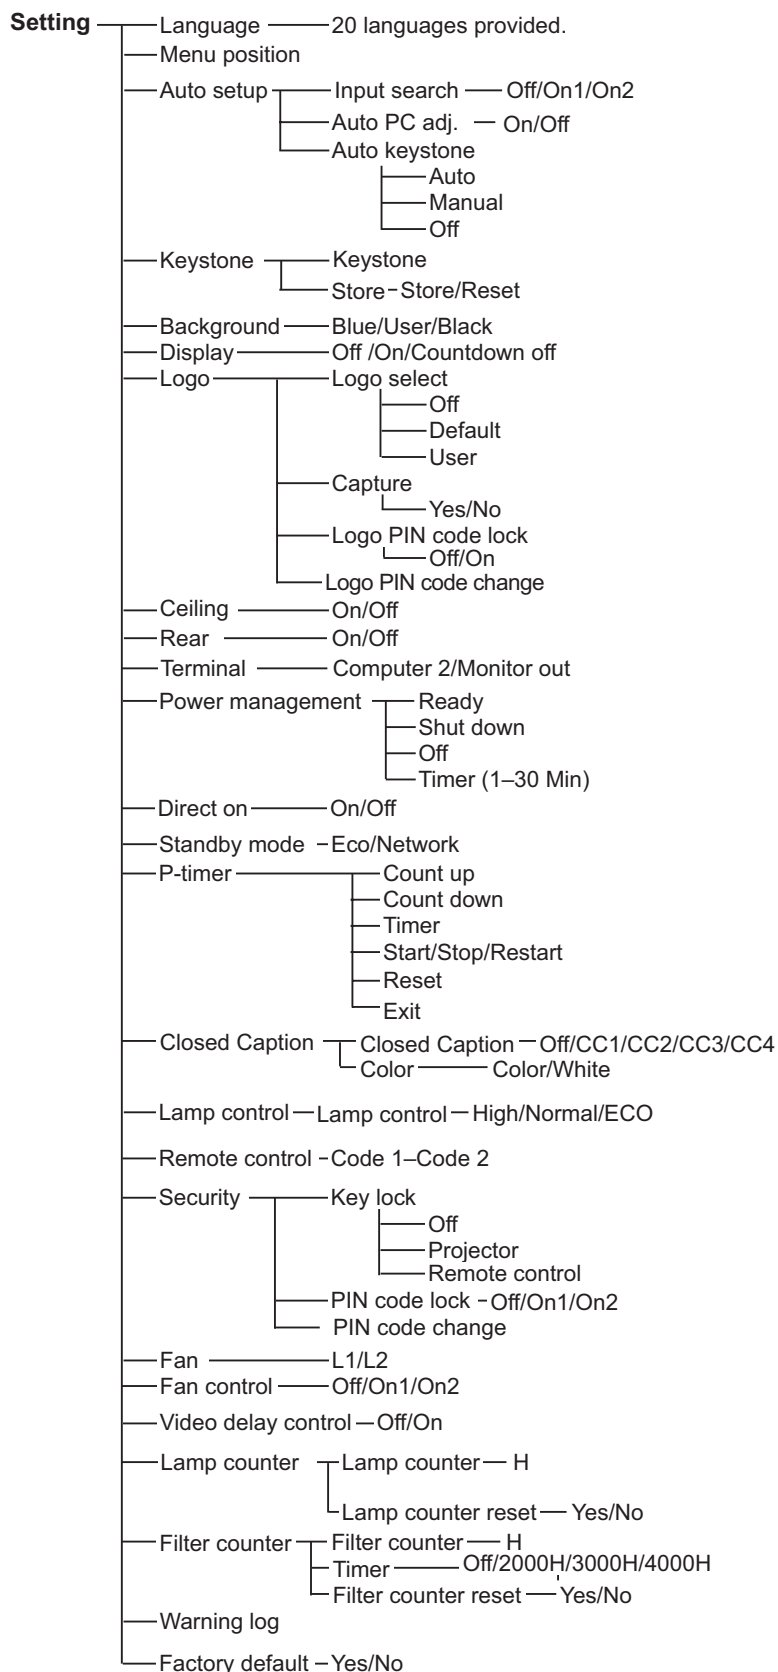 Setting Language 20 languages provided.
Menu position
Auto setup Input search Off/On1/On2
Auto PC adj. On/Off
Auto keystone
Auto
Manual
Off
Keystone Keystone
Store Store/Reset
Background Blue/User/Black
Display Off /On/Countdown off
Logo Logo select
Off
Default
User
Capture
Yes/No
Logo PIN code lock
Off/On
Logo PIN code change
Ceiling On/Off
Rear On/Off
Terminal Computer 2/Monitor out
Power management Ready
Shut down
Off
Timer (1–30 Min)
Direct on On/Off
Standby mode Eco/Network
P-timer Count up
Count down
Timer
Start/Stop/Restart
Reset
Exit
Closed Caption Closed Caption Off/CC1/CC2/CC3/CC4
Color Color/White
Lamp control Lamp control High/Normal/ECO
Remote control Code 1–Code 2
Security Key lock
Off
Projector
Remote control
PIN code lock Off/On1/On2
PIN code change
Fan L1/L2
Fan control Off/On1/On2
Video delay control Off/On
Lamp counter Lamp counter H
Lamp counter reset Yes/No
Filter counter Filter counter H
Timer Off/2000H/3000H/4000H
Filter counter reset Yes/No
Warning log
Factory default Yes/No